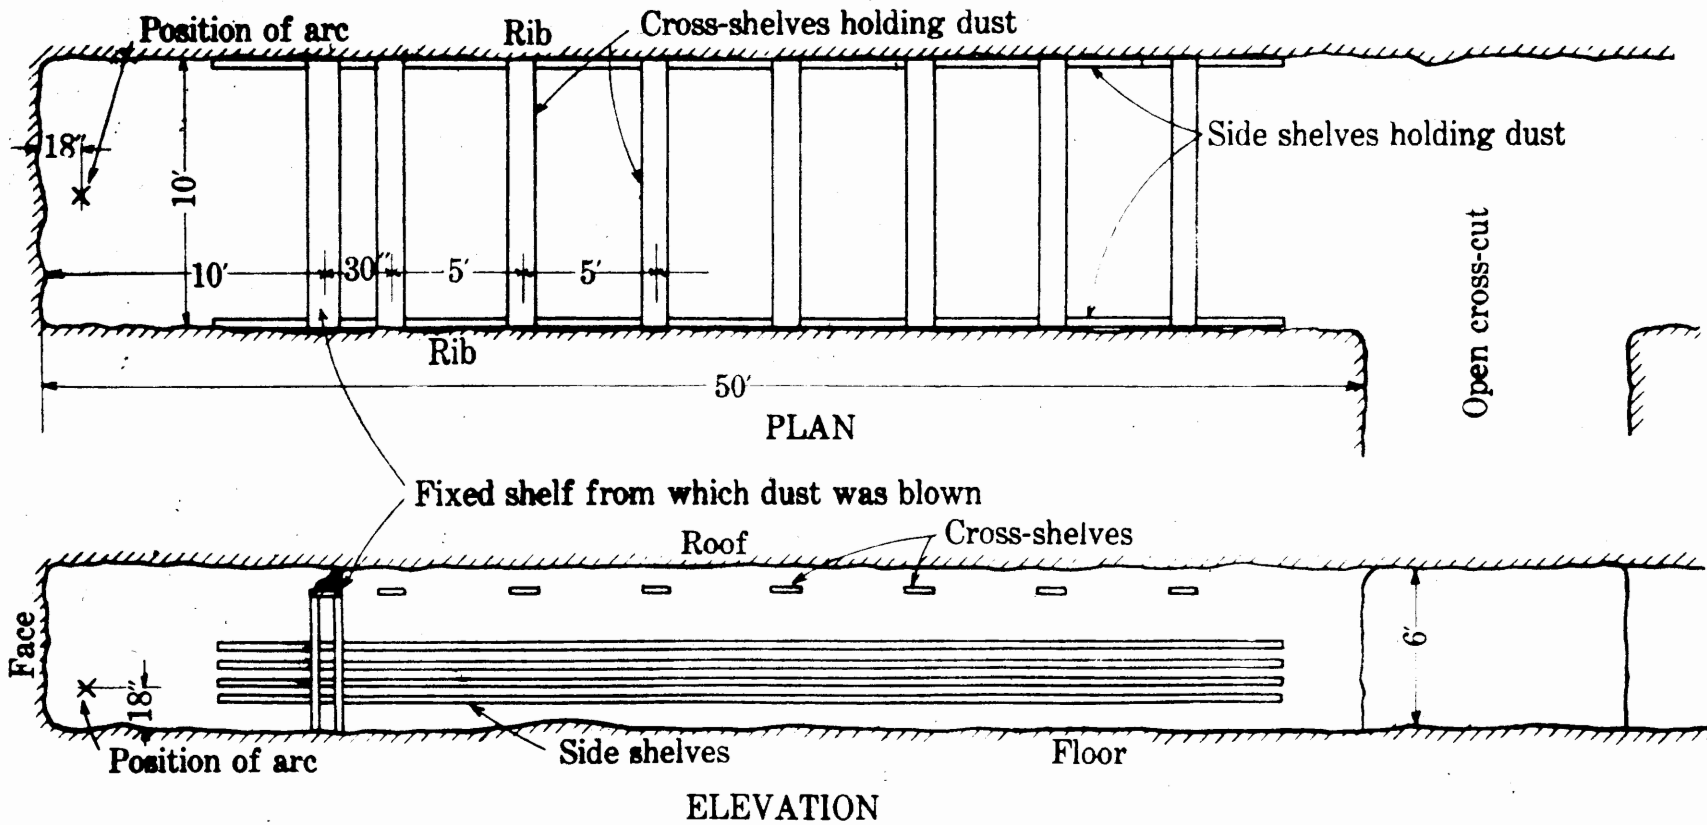 Position of arc
Rib
Cross-shelves holding dust
18"
10'
Side shelves holding dust
10'
30"
5'
5'
Open cross-cut
Rib
50'
PLAN
Fixed shelf from which dust was blown
Roof
Cross-shelves
Face
6'
18"
Position of arc
Side shelves
Floor
ELEVATION